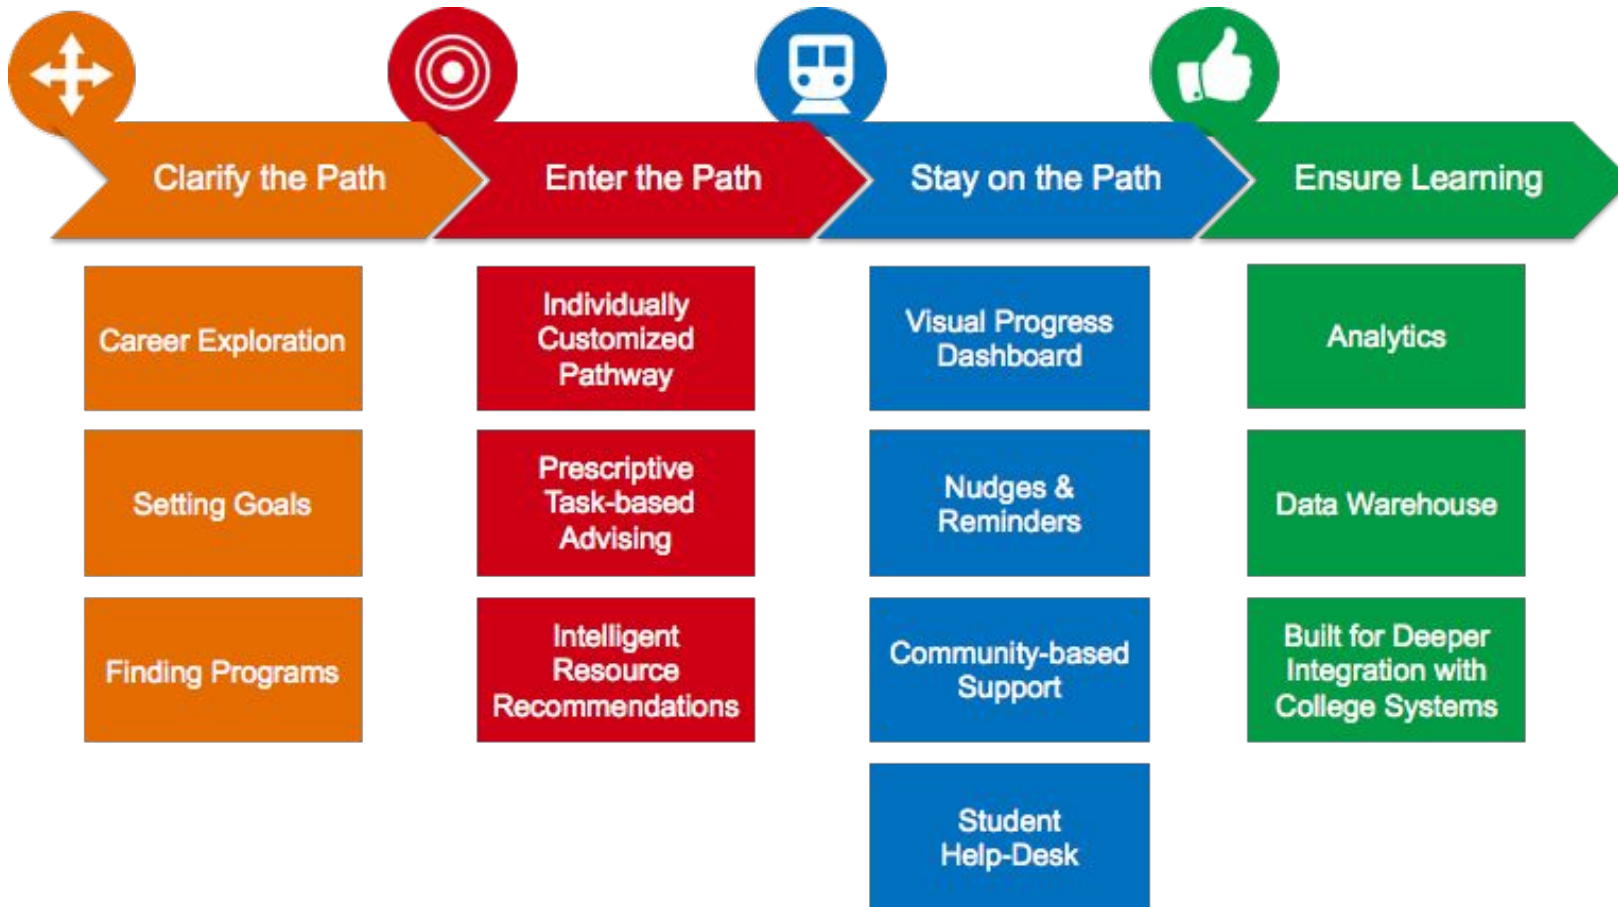 Clarify the Path
Enter the Path
Stay on the Path
Ensure Learning
Career Exploration
Setting Goals
Finding Programs
Individually
Customized
Pathway
Prescriptive
Task-based
Advising
Intelligent
Resource
Recommendations
Visual Progress
Dashboard
Nudges &
Reminders
Community-based
Support
Student
Help-Desk
Analytics
Data Warehouse
Built for Deeper
Integration with
College Systems